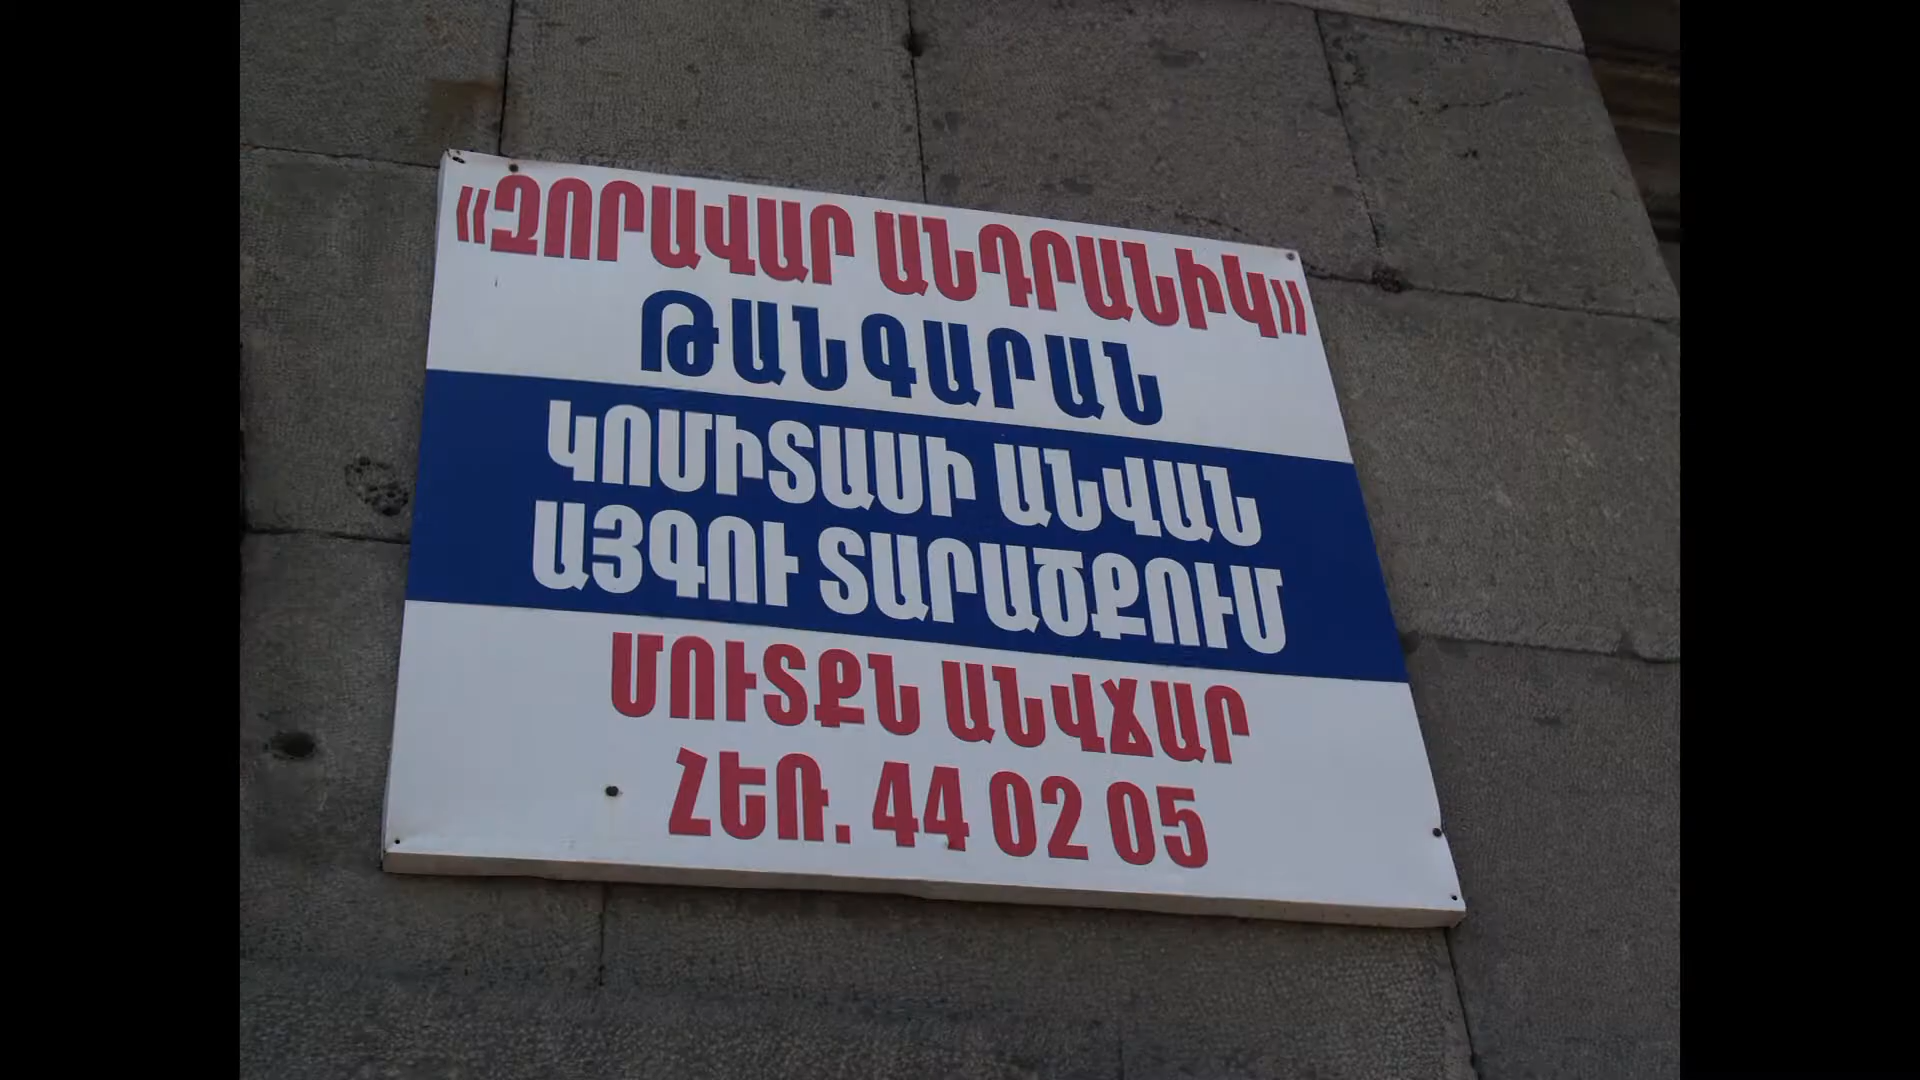 «ԶՈՐԱՎԱՐ ԱՆԴՐԱՆԻԿ»
ԹԱՆԳԱՐԱՆ
ԿՈՄԻՏԱՍԻ ԱՆՎԱՆ
ԱՅԳՈՒ ՏԱՐԱԾՔՈՒՄ
ՄՈՒՏՔՆ ԱՆՎՃԱՐ
ՀԵՌ. 44 02 05